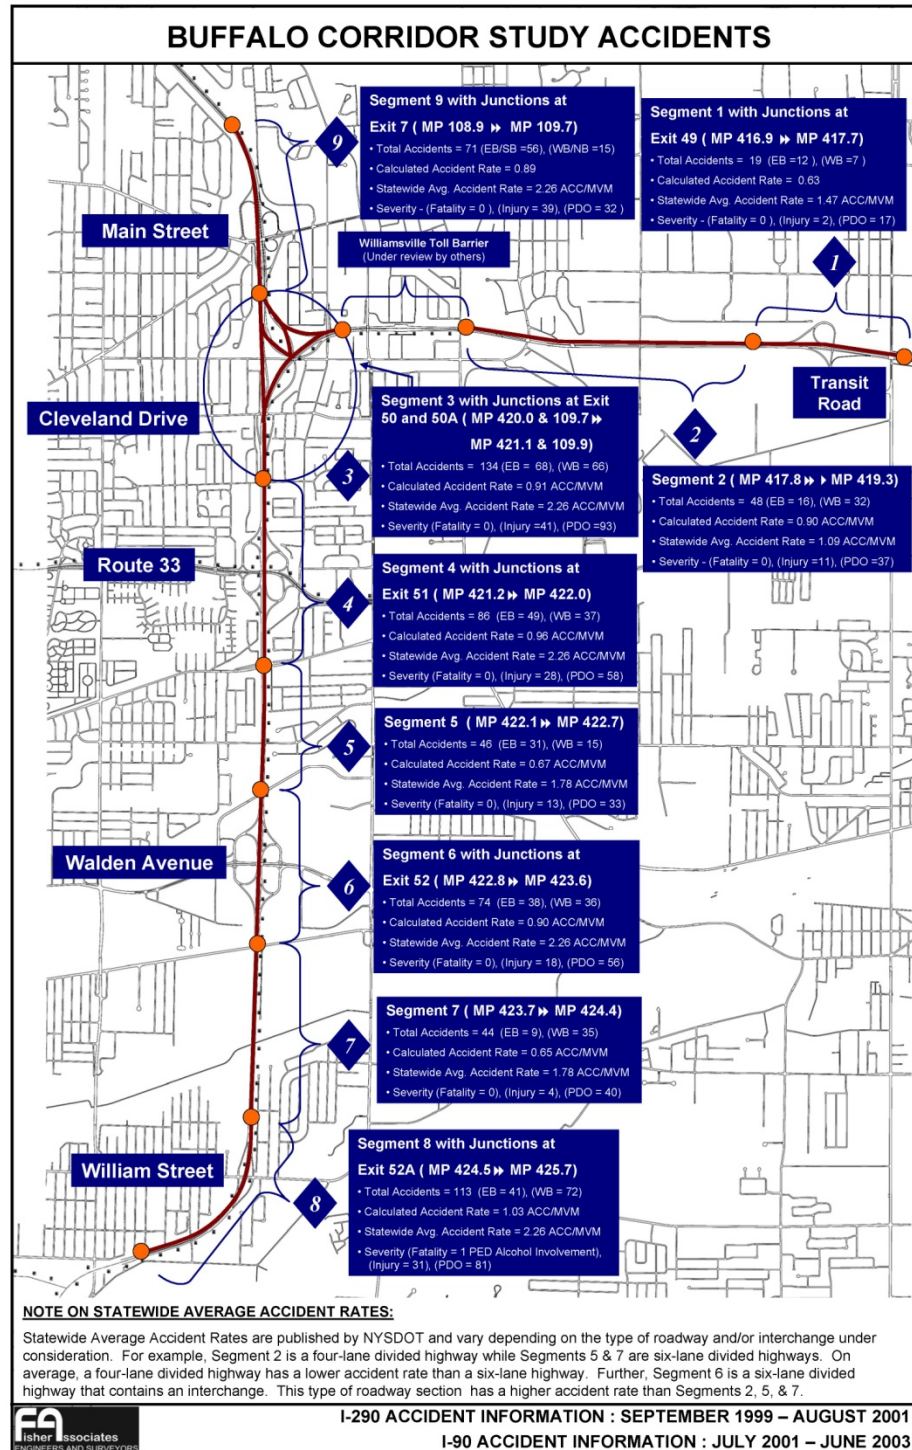 BUFFALO CORRIDOR STUDY ACCIDENTS
Segment 9 with Junctions at
Exit 7 ( MP 108.9 » MP 109.7)
• Total Accidents = 71 (EB/SB =56), (WB/NB =15)
• Calculated Accident Rate = 0.89
• Statewide Avg. Accident Rate = 2.26 ACC/MVM
• Severity - (Fatality = 0 ), (Injury = 39), (PDO = 32 )
9
Segment 1 with Junctions at
Exit 49 ( MP 416.9 » MP 417.7)
• Total Accidents = 19 (EB =12 ), (WB =7 )
• Calculated Accident Rate = 0.63
• Statewide Avg. Accident Rate = 1.47 ACC/MVM
• Severity - (Fatality = 0 ), (Injury = 2), (PDO = 17)
1
Main Street
Williamsville Toll Barrier
(Under review by others)
Transit
Road
Cleveland Drive
Segment 3 with Junctions at Exit
50 and 50A ( MP 420.0 & 109.7 »
MP 421.1 & 109.9)
• Total Accidents = 134 (EB = 68), (WB = 66)
• Calculated Accident Rate = 0.91 ACC/MVM
• Statewide Avg. Accident Rate = 2.26 ACC/MVM
• Severity (Fatality = 0), (Injury =41), (PDO =93)
3
2
Segment 2 ( MP 417.8 » MP 419.3)
• Total Accidents = 48 (EB = 16), (WB = 32)
• Calculated Accident Rate = 0.90 ACC/MVM
• Statewide Avg. Accident Rate = 1.09 ACC/MVM
• Severity - (Fatality = 0), (Injury =11), (PDO =37)
Route 33
4
Segment 4 with Junctions at
Exit 51 ( MP 421.2 » MP 422.0)
• Total Accidents = 86 (EB = 49), (WB = 37)
• Calculated Accident Rate = 0.96 ACC/MVM
• Statewide Avg. Accident Rate = 2.26 ACC/MVM
• Severity (Fatality = 0), (Injury = 28), (PDO = 58)
5
Segment 5 ( MP 422.1 » MP 422.7)
• Total Accidents = 46 (EB = 31), (WB = 15)
• Calculated Accident Rate = 0.67 ACC/MVM
• Statewide Avg. Accident Rate = 1.78 ACC/MVM
• Severity (Fatality = 0), (Injury = 13), (PDO = 33)
Walden Avenue
6
Segment 6 with Junctions at
Exit 52 ( MP 422.8 » MP 423.6)
• Total Accidents = 74 (EB = 38), (WB = 36)
• Calculated Accident Rate = 0.90 ACC/MVM
• Statewide Avg. Accident Rate = 2.26 ACC/MVM
• Severity (Fatality = 0), (Injury = 18), (PDO = 56)
7
Segment 7 ( MP 423.7 » MP 424.4)
• Total Accidents = 44 (EB = 9), (WB = 35)
• Calculated Accident Rate = 0.65 ACC/MVM
• Statewide Avg. Accident Rate = 1.78 ACC/MVM
• Severity (Fatality = 0), (Injury = 4), (PDO = 40)
William Street
8
Segment 8 with Junctions at
Exit 52A ( MP 424.5 » MP 425.7)
• Total Accidents = 113 (EB = 41), (WB = 72)
• Calculated Accident Rate = 1.03 ACC/MVM
• Statewide Avg. Accident Rate = 2.26 ACC/MVM
• Severity (Fatality = 1 PED Alcohol Involvement),
(Injury = 31), (PDO = 81)
NOTE ON STATEWIDE AVERAGE ACCIDENT RATES:
Statewide Average Accident Rates are published by NYSDOT and vary depending on the type of roadway and/or interchange under
consideration. For example, Segment 2 is a four-lane divided highway while Segments 5 & 7 are six-lane divided highways. On
average, a four-lane divided highway has a lower accident rate than a six-lane highway. Further, Segment 6 is a six-lane divided
highway that contains an interchange. This type of roadway section has a higher accident rate than Segments 2, 5, & 7.
Fisher Associates
ENGINEERS AND SURVEYORS
I-290 ACCIDENT INFORMATION : SEPTEMBER 1999 – AUGUST 2001
I-90 ACCIDENT INFORMATION : JULY 2001 – JUNE 2003